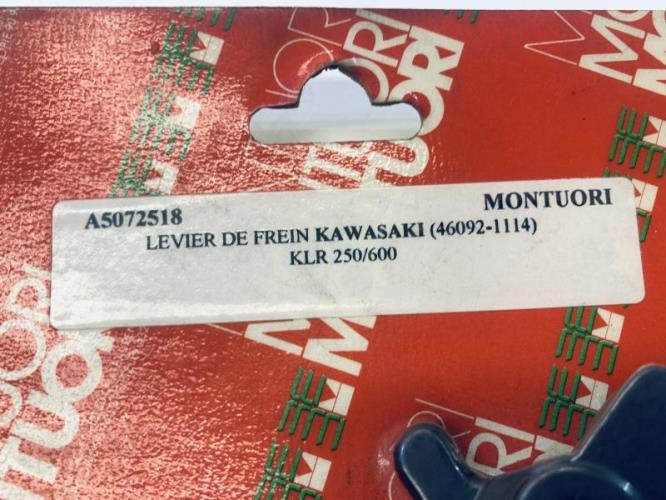 A5072518 MONTUORI
LEVIER DE FREIN KAWASAKI (46092-1114)
KLR 250/600